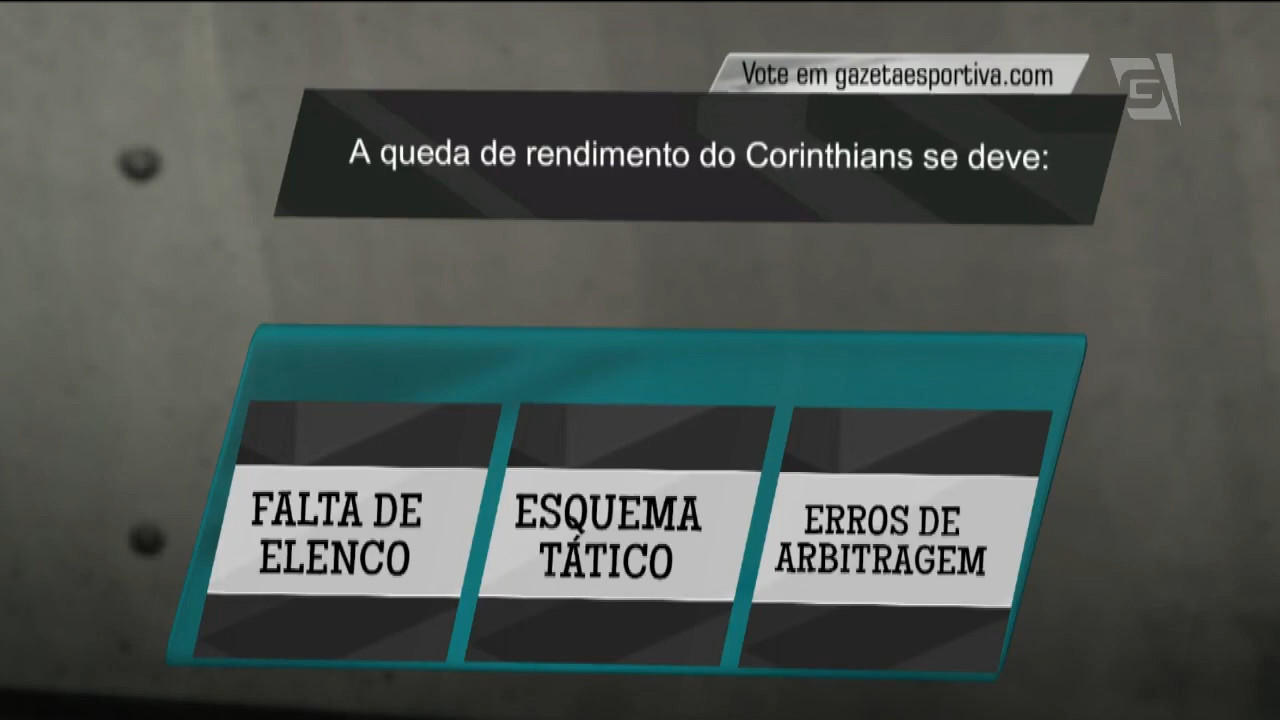 Vote em gazetaesportiva.com
A queda de rendimento do Corinthians se deve:
FALTA DE
ELENCO
ESQUEMA
TÁTICO
ERROS DE
ARBITRAGEM